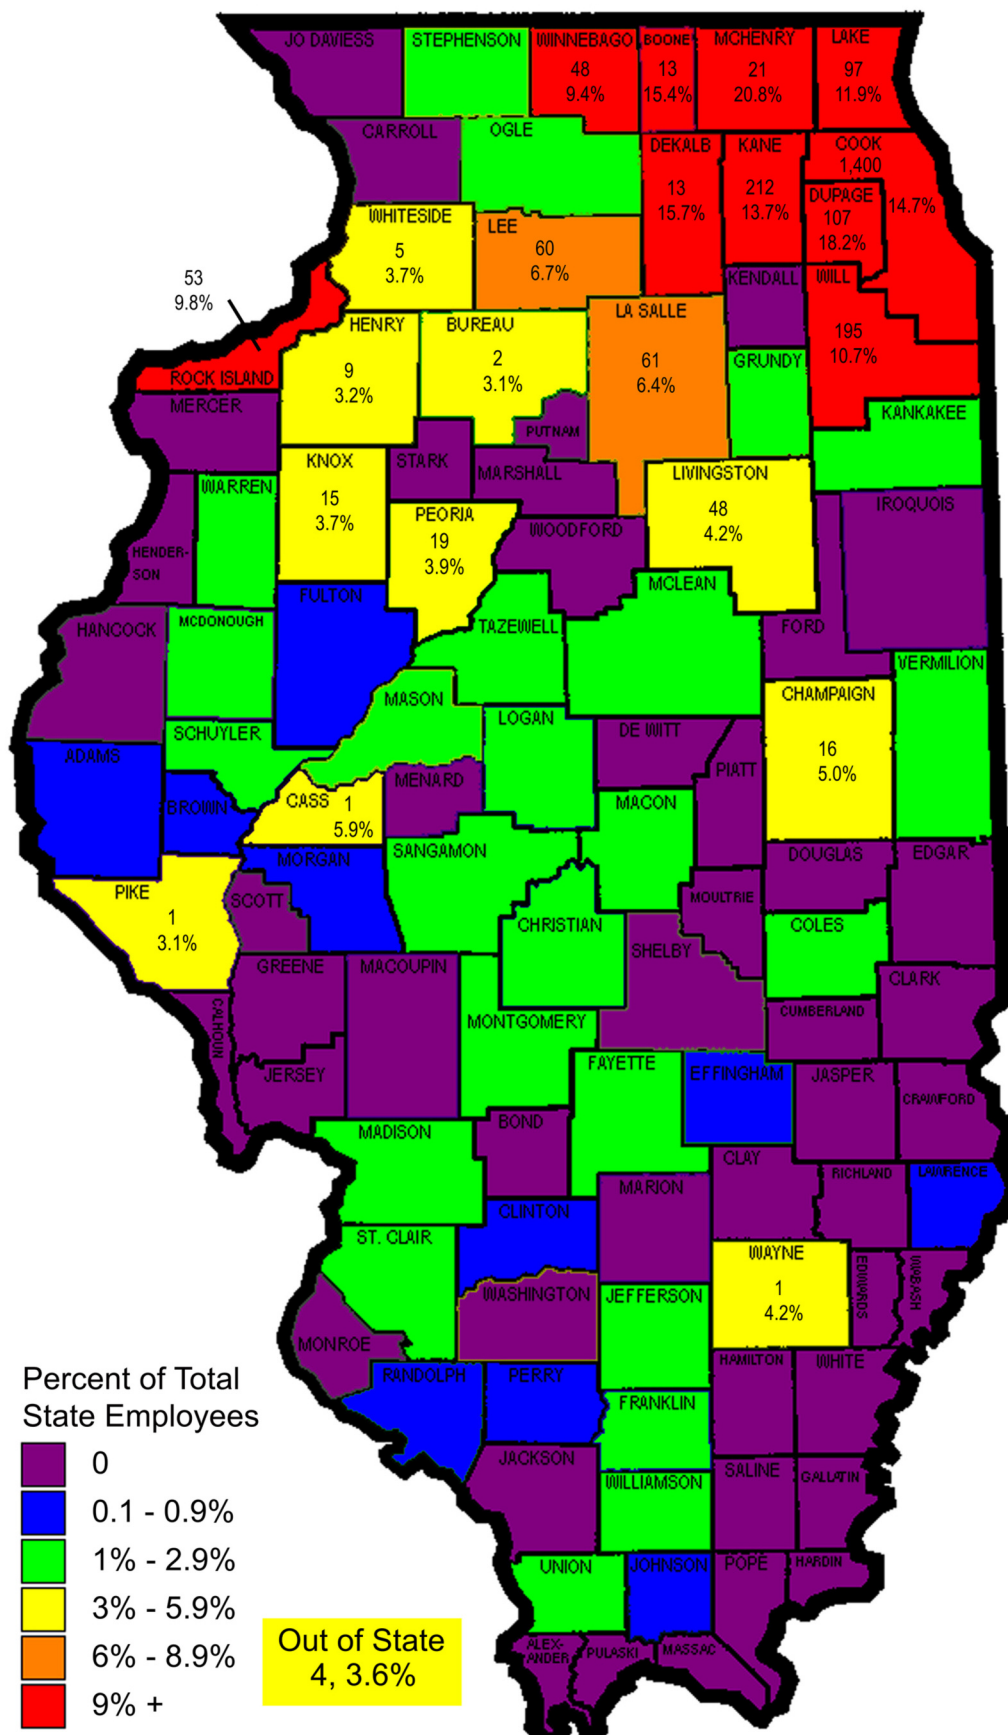 JO DAVIESS
STEPHENSON
WINNEBAGO
48
9.4%
BOONE
13
15.4%
MCHENRY
21
20.8%
LAKE
97
11.9%
CARROLL
OGLE
DEKALB
13
15.7%
KANE
212
13.7%
COOK
1,400
14.7%
DUPAGE
107
18.2%
WHITESIDE
5
3.7%
LEE
60
6.7%
KENDALL
WILL
195
10.7%
53
9.8%
ROCK ISLAND
HENRY
9
3.2%
BUREAU
2
3.1%
LA SALLE
61
6.4%
GRUNDY
KANKAKEE
MERCER
PUTNAM
KNOX
15
3.7%
STARK
MARSHALL
LIVINGSTON
48
4.2%
IROQUOIS
WARREN
PEORIA
19
3.9%
WOODFORD
HENDER-
SON
FULTON
MCLEAN
HANCOCK
MCDONOUGH
TAZEWELL
FORD
VERMILION
MASON
CHAMPAIGN
16
5.0%
SCHUYLER
LOGAN
DE WITT
ADAMS
PIATT
MENARD
BROWN
CASS 1
5.9%
MACON
SANGAMON
MORGAN
DOUGLAS
EDGAR
PIKE
1
3.1%
SCOTT
MOULTRIE
CHRISTIAN
COLES
SHELBY
GREENE
MACOUPIN
CLARK
CALHOUN
MONTGOMERY
CUMBERLAND
JERSEY
FAYETTE
EFFINGHAM
JASPER
CRAWFORD
MADISON
BOND
CLAY
RICHLAND
LAWRENCE
MARION
CLINTON
ST. CLAIR
WAYNE
1
4.2%
EDWARDS
WABASH
WASHINGTON
JEFFERSON
MONROE
HAMILTON
WHITE
RANDOLPH
PERRY
FRANKLIN
JACKSON
WILLIAMSON
SALINE
GALLATIN
UNION
JOHNSON
POPE
HARDIN
ALEX-
ANDER
PULASKI
MASSAC
Percent of Total
State Employees
0
0.1 - 0.9%
1% - 2.9%
3% - 5.9%
6% - 8.9%
9% +
Out of State
4, 3.6%